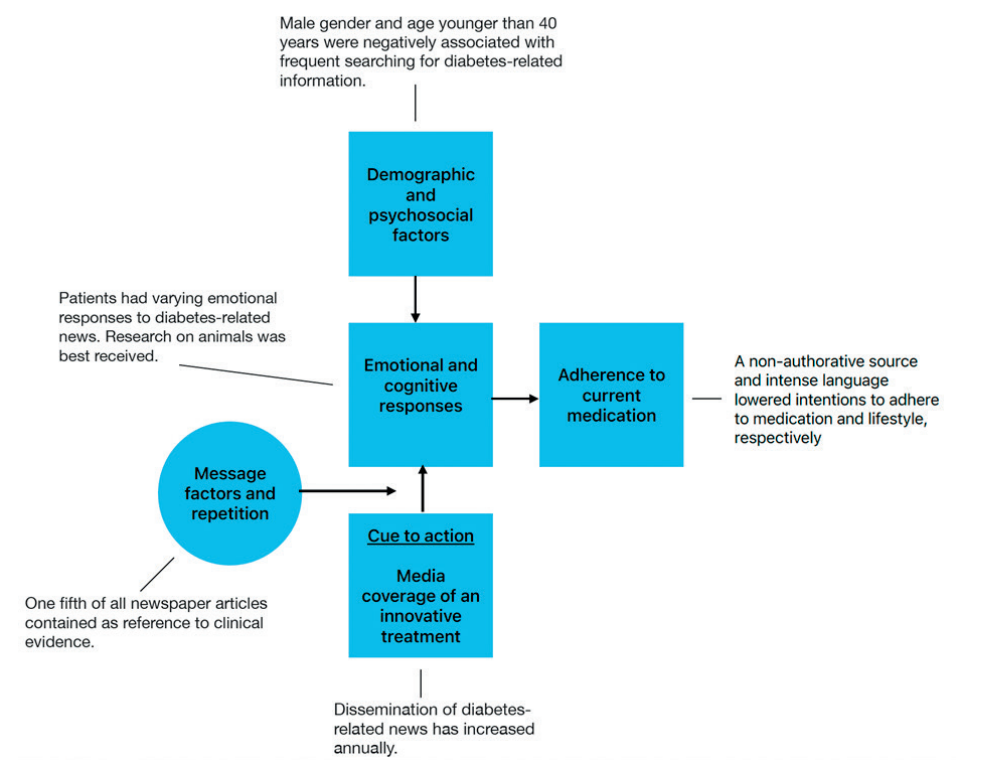 Male gender and age younger than 40
years were negatively associated with
frequent searching for diabetes-related
information.
Demographic
and
psychosocial
factors
Patients had varying emotional
responses to diabetes-related
news. Research on animals was
best received.
Emotional and
cognitive
responses
Adherence to
current
medication
A non-authorative source
and intense language
lowered intentions to adhere
to medication and lifestyle,
respectively
Message
factors and
repetition
Cue to action
Media
coverage of an
innovative
treatment
One fifth of all newspaper articles
contained as reference to clinical
evidence.
Dissemination of diabetes-
related news has increased
annually.